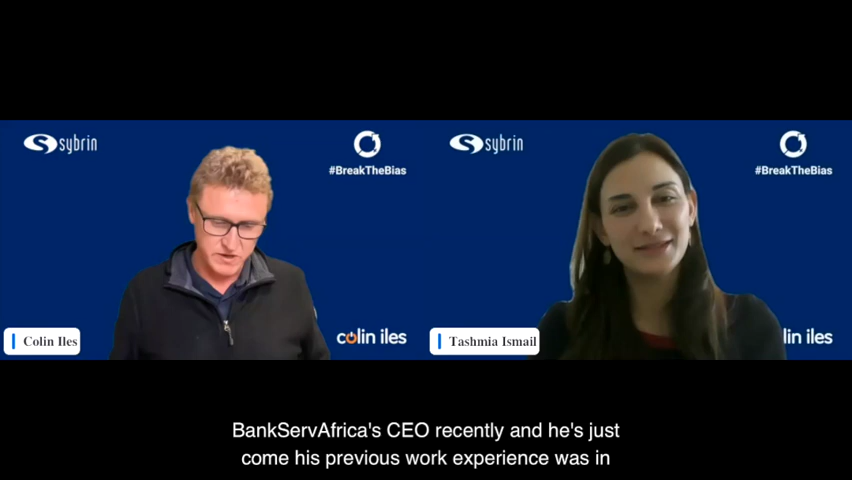 sybrin
#BreakTheBias
sybrin
#BreakTheBias
colin iles
lin iles
Colin Iles
Tashmia Ismail
BankServAfrica's CEO recently and he's just
come his previous work experience was in